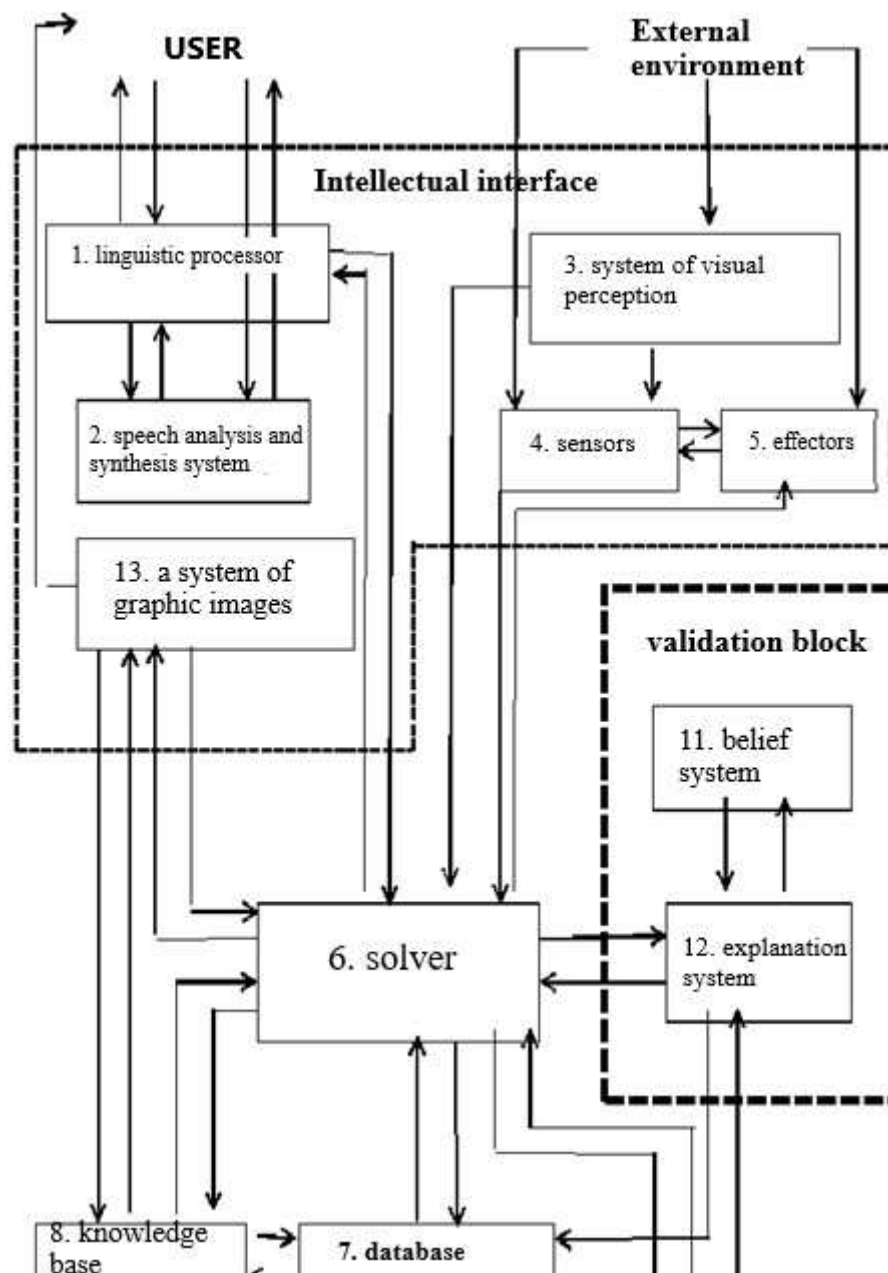 USER
External
environment
Intellectual interface
1. linguistic processor
3. system of visual
perception
2. speech analysis and
synthesis system
4. sensors
5. effectors
13. a system of
graphic images
validation block
11. belief
system
6. solver
12. explanation
system
8. knowledge
base
7. database